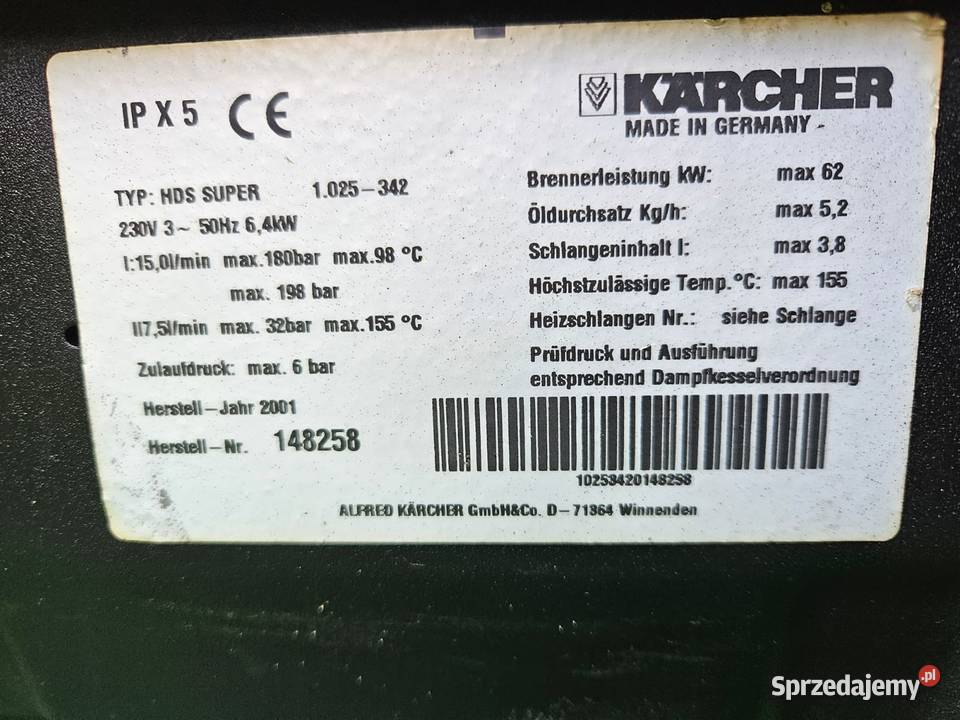 IP X 5 CE
KÄRCHER
MADE IN GERMANY
TYP: HDS SUPER 1.025-342
230V 3~ 50Hz 6,4kW
I:15,0l/min max.180bar max.98 °C
max. 198 bar
II7,5l/min max. 32bar max.155 °C
Zulaufdruck: max. 6 bar
Herstell-Jahr 2001
Herstell-Nr. 148258
Brennerleistung kW: max 62
Öldurchsatz Kg/h: max 5,2
Schlangeninhalt l: max 3,8
Höchstzulässige Temp.°C: max 155
Heizschlangen Nr.: siehe Schlange
Prüfdruck und Ausführung
entsprechend Dampfkesselverordnung
10253420148258
ALFRED KÄRCHER GmbH&Co. D-71364 Winnenden
Sprzedajemy.pl